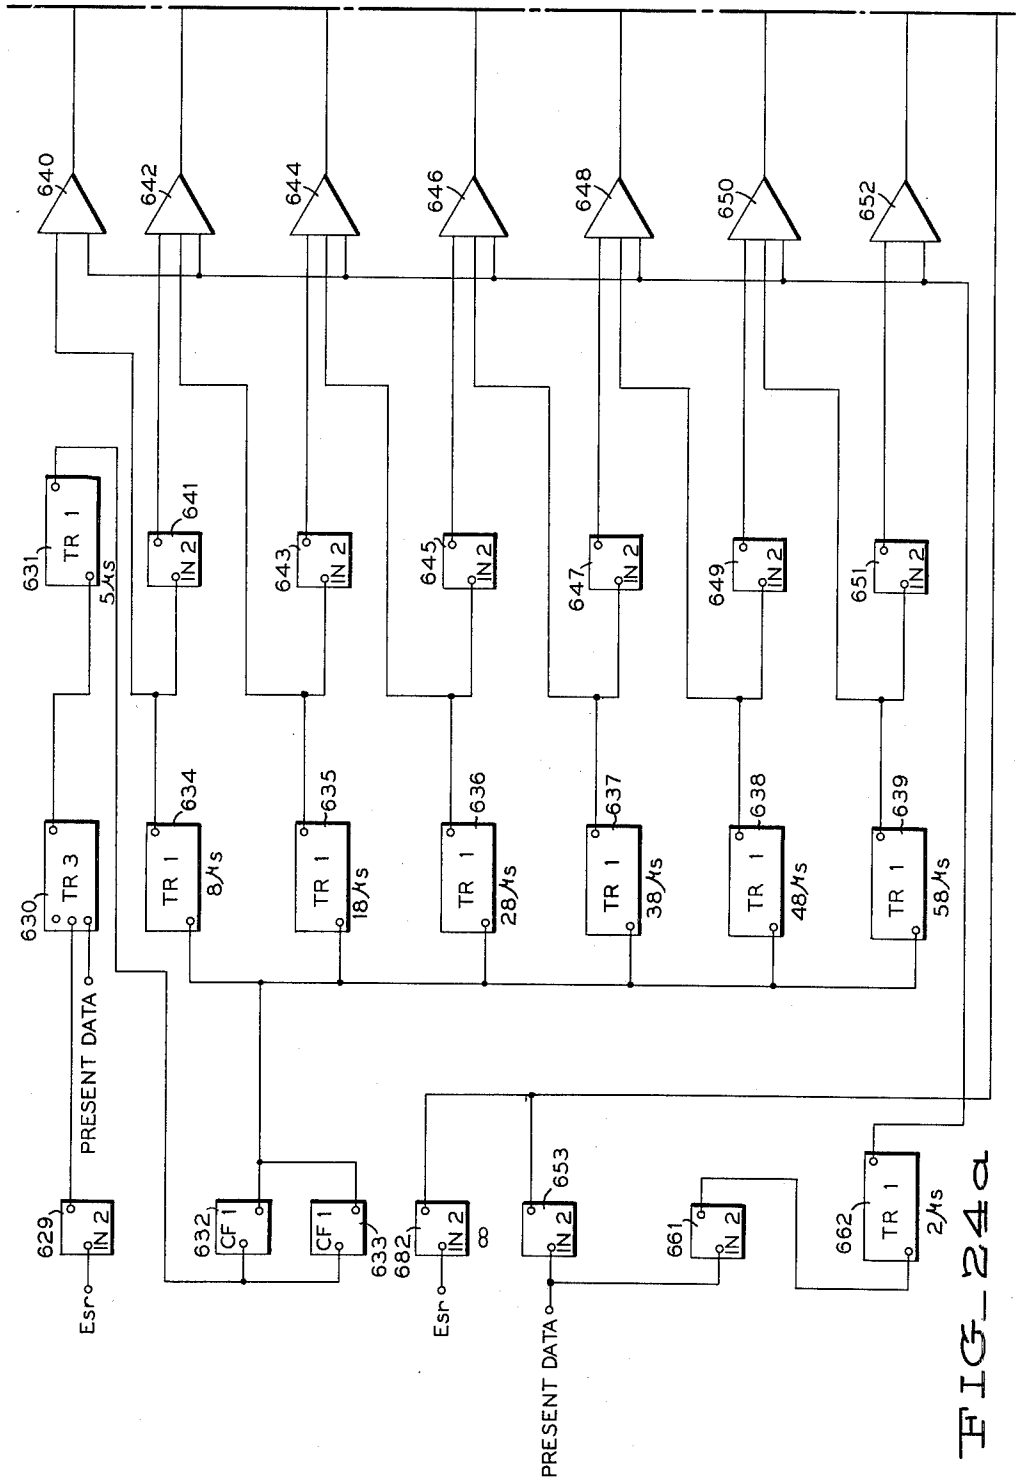 629
IN 2
Esr
630
TR 3
PRESENT DATA
631
TR 1
5μs
640
632
CF 1
CF 1
633
634
TR 1
8μs
641
IN 2
642
635
TR 1
18μs
643
IN 2
644
682
IN 2
Esr
∞
636
TR 1
28μs
645
IN 2
646
653
IN 2
PRESENT DATA
637
TR 1
38μs
647
IN 2
648
661
IN 2
638
TR 1
48μs
649
IN 2
650
662
TR 1
2μs
639
TR 1
58μs
651
IN 2
652
FIG_24a